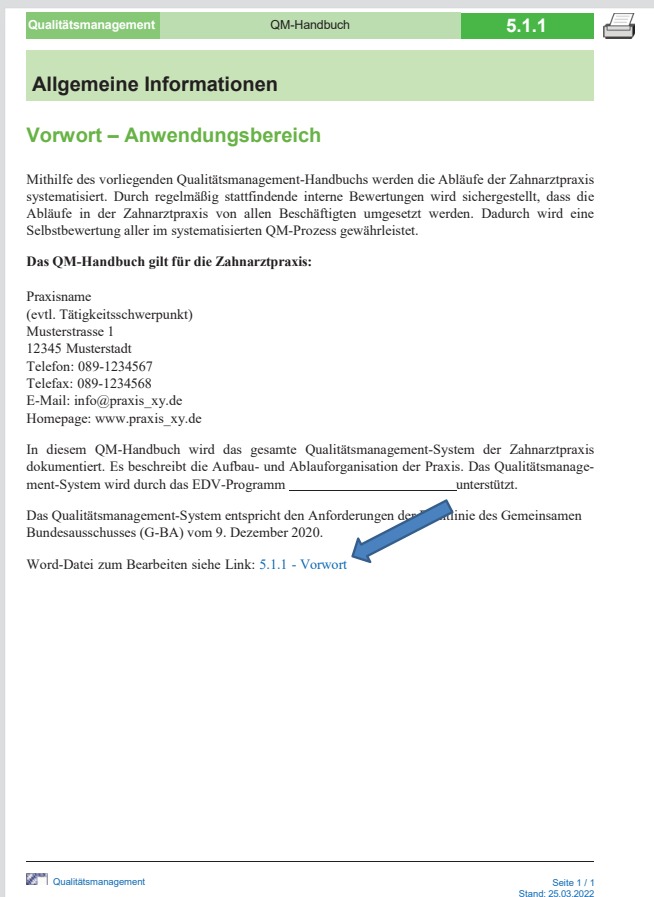 Qualitätsmanagement QM-Handbuch 5.1.1
Allgemeine Informationen
Vorwort – Anwendungsbereich
Mithilfe des vorliegenden Qualitätsmanagement-Handbuchs werden die Abläufe der Zahnarztpraxis
systematisiert. Durch regelmäßig stattfindende interne Bewertungen wird sichergestellt, dass die
Abläufe in der Zahnarztpraxis von allen Beschäftigten umgesetzt werden. Dadurch wird eine
Selbstbewertung aller im systematisierten QM-Prozess gewährleistet.
Das QM-Handbuch gilt für die Zahnarztpraxis:
Praxisname
(evtl. Tätigkeitsschwerpunkt)
Musterstrasse 1
12345 Musterstadt
Telefon: 089-1234567
Telefax: 089-1234568
E-Mail: info@praxis_xy.de
Homepage: www.praxis_xy.de
In diesem QM-Handbuch wird das gesamte Qualitätsmanagement-System der Zahnarztpraxis
dokumentiert. Es beschreibt die Aufbau- und Ablauforganisation der Praxis. Das Qualitätsmanage-
ment-System wird durch das EDV-Programm ________________________unterstützt.
Das Qualitätsmanagement-System entspricht den Anforderungen der des Gemeinsamen
Bundesausschusses (G-BA) vom 9. Dezember 2020.
Word-Datei zum Bearbeiten siehe Link: 5.1.1 - Vorwort
Qualitätsmanagement
Seite 1 / 1
Stand: 25.03.2022